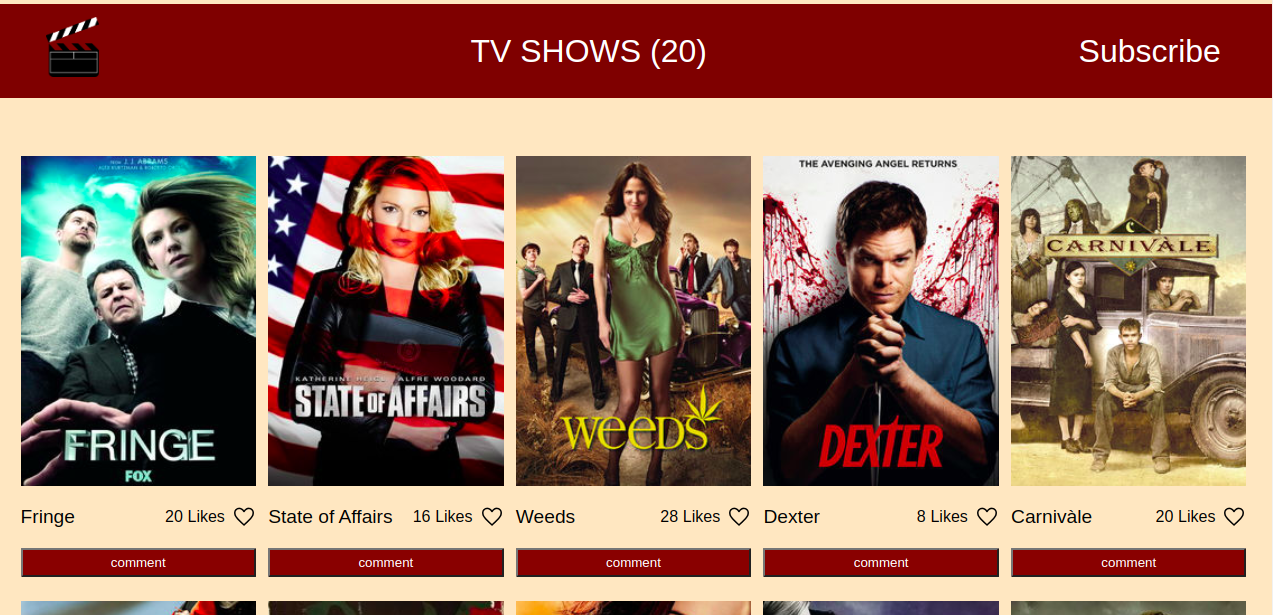 TV SHOWS (20)
Subscribe
FROM J.J. ABRAMS
FRINGE
FOX
KATHERINE HEIGL ALFRE WOODARD
STATE OF AFFAIRS
weeds
THE AVENGING ANGEL RETURNS
DEXTER
CARNIVÀLE
Fringe
20 Likes
State of Affairs
16 Likes
Weeds
28 Likes
Dexter
8 Likes
Carnivàle
20 Likes
comment
comment
comment
comment
comment